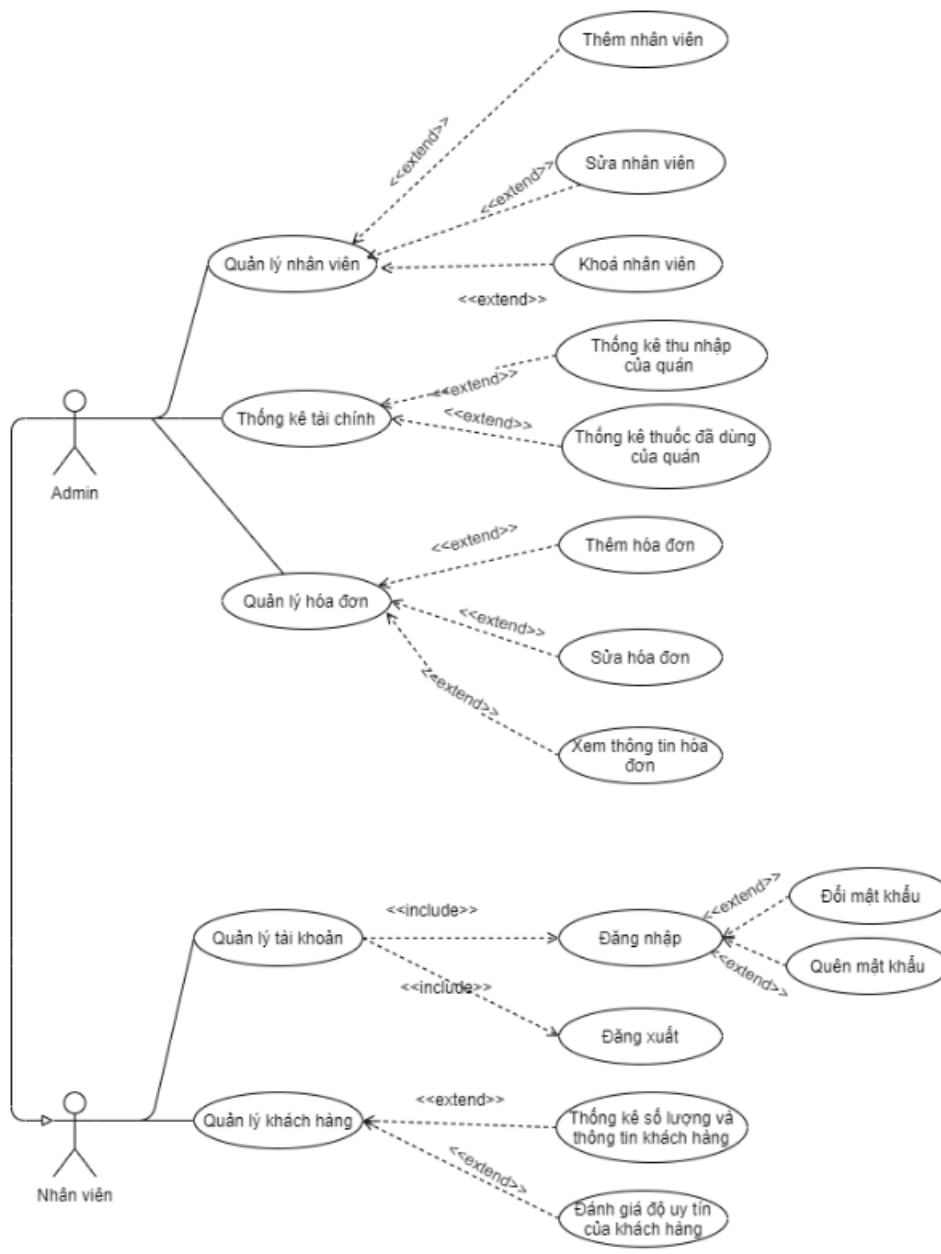 Thêm nhân viên
<<extend>>
Sửa nhân viên
<<extend>>
Quản lý nhân viên
Khoá nhân viên
<<extend>>
Thống kê thu nhập
của quán
<<extend>>
Thống kê tài chính
<<extend>>
Thống kê thuốc đã dùng
của quán
Admin
<<extend>>
Thêm hóa đơn
Quản lý hóa đơn
<<extend>>
Sửa hóa đơn
<<extend>>
Xem thông tin hóa
đơn
<<include>>
Quản lý tài khoản
Đăng nhập
<<extend>>
Đổi mật khẩu
<<extend>>
Quên mật khẩu
<<include>>
Đăng xuất
<<extend>>
Quản lý khách hàng
Thống kê số lượng và
thông tin khách hàng
<<extend>>
Nhân viên
Đánh giá độ uy tín
của khách hàng